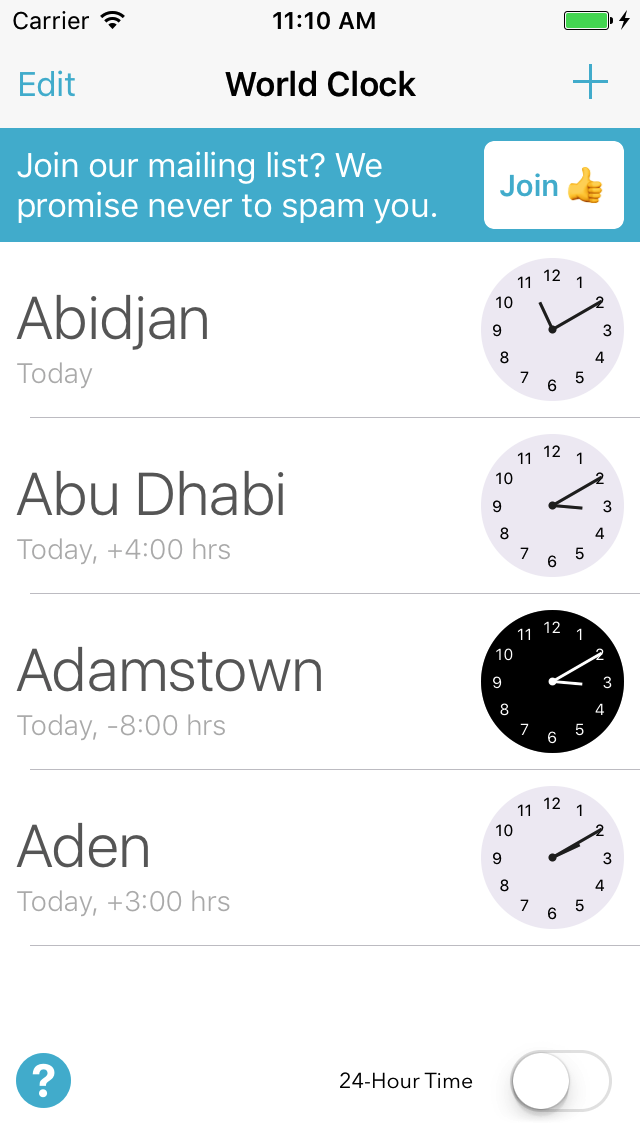 Carrier 11:10 AM
Edit World Clock +
Join our mailing list? We
promise never to spam you.
Join 👍
Abidjan
Today
12 1 2 3 4 5 6 7 8 9 10 11
Abu Dhabi
Today, +4:00 hrs
12 1 2 3 4 5 6 7 8 9 10 11
Adamstown
Today, -8:00 hrs
12 1 2 3 4 5 6 7 8 9 10 11
Aden
Today, +3:00 hrs
12 1 2 3 4 5 6 7 8 9 10 11
? 24-Hour Time